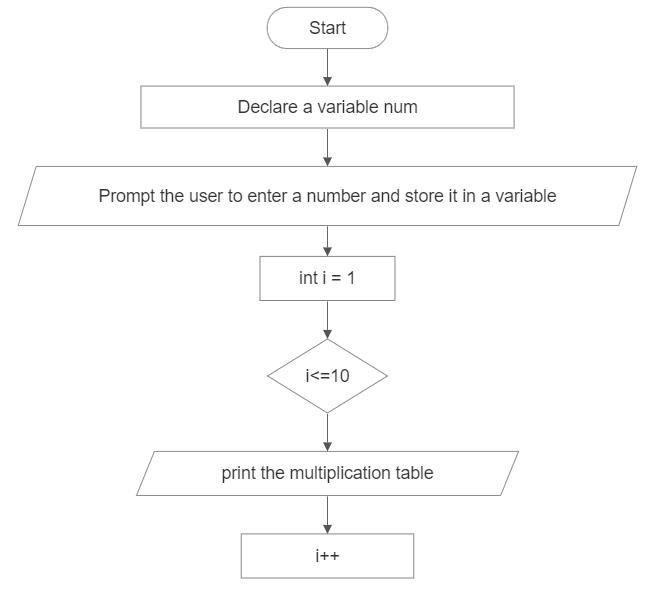 Start
Declare a variable num
Prompt the user to enter a number and store it in a variable
int i = 1
i<=10
print the multiplication table
i++